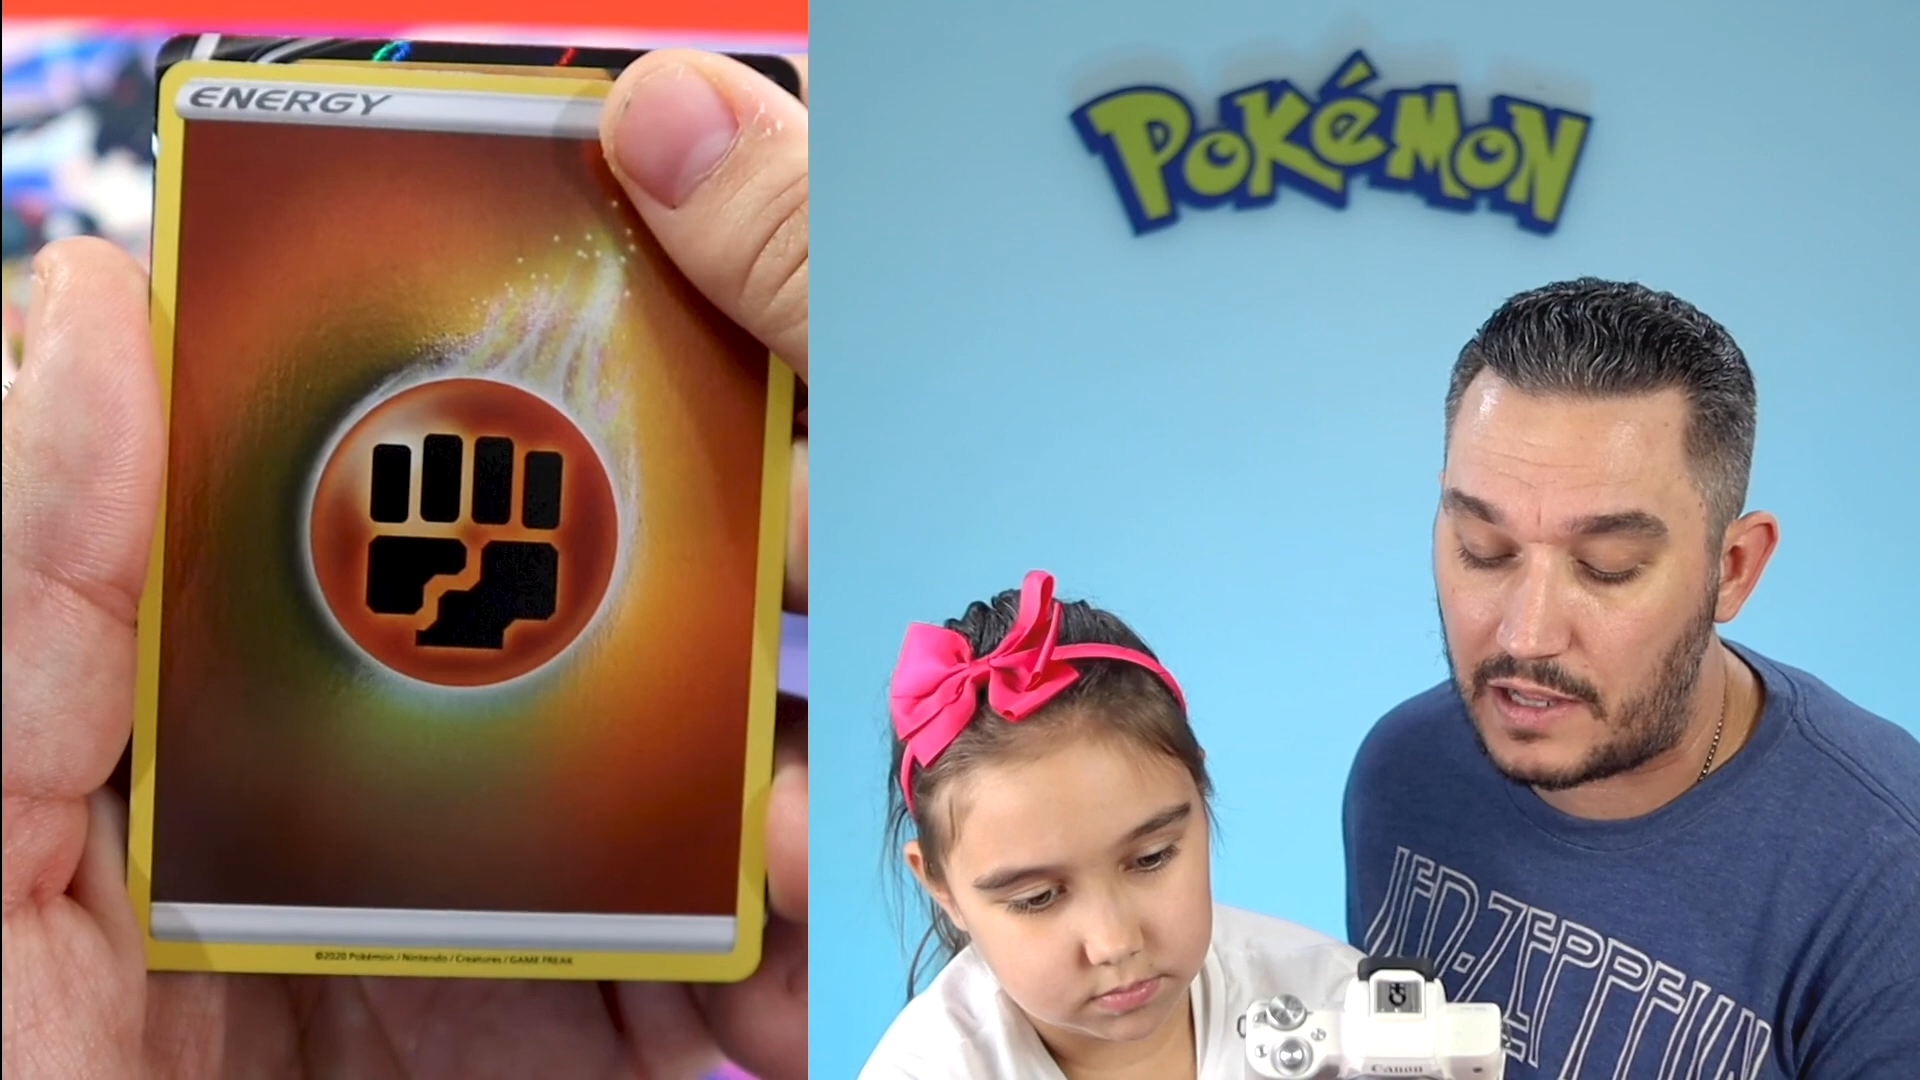 ENERGY
©2020 Pokémon / Nintendo / Creatures / GAME FREAK
POKéMON
LED-ZEPPELIN
Canon